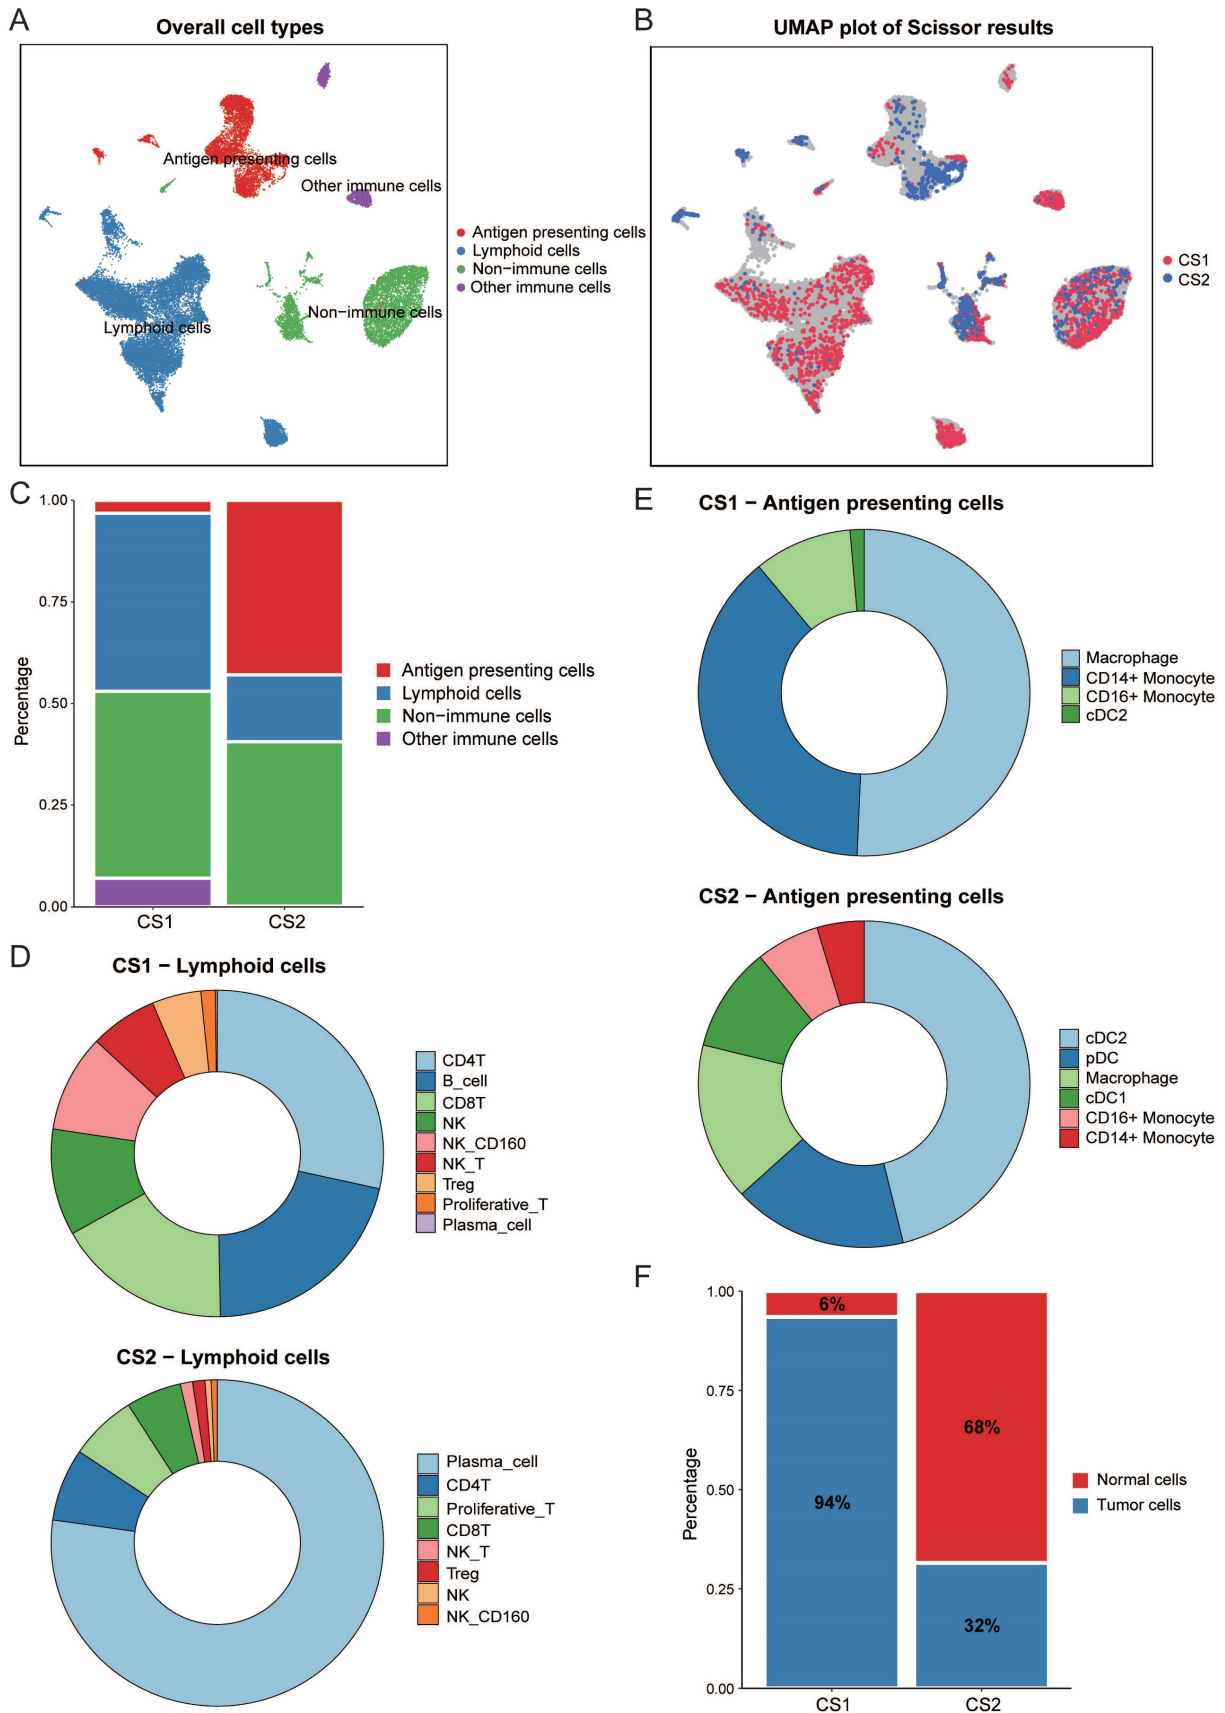 A
Overall cell types
Antigen presenting cells
Other immune cells
Non−immune cells
Lymphoid cells
Antigen presenting cells
Lymphoid cells
Non−immune cells
Other immune cells
B
UMAP plot of Scissor results
CS1
CS2
C
Percentage
1.00
0.75
0.50
0.25
0.00
CS1
CS2
Antigen presenting cells
Lymphoid cells
Non−immune cells
Other immune cells
D
CS1 − Lymphoid cells
CD4T
B_cell
CD8T
NK
NK_CD160
NK_T
Treg
Proliferative_T
Plasma_cell
CS2 − Lymphoid cells
Plasma_cell
CD4T
Proliferative_T
CD8T
NK_T
Treg
NK
NK_CD160
E
CS1 − Antigen presenting cells
Macrophage
CD14+ Monocyte
CD16+ Monocyte
cDC2
CS2 − Antigen presenting cells
cDC2
pDC
Macrophage
cDC1
CD16+ Monocyte
CD14+ Monocyte
F
Percentage
1.00
0.75
0.50
0.25
0.00
6%
94%
68%
32%
CS1
CS2
Normal cells
Tumor cells